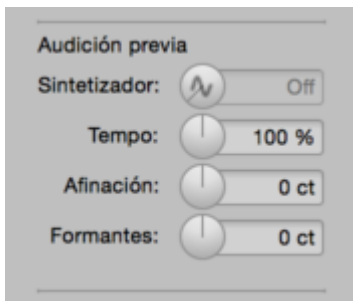 Audición previa
Sintetizador: Off
Tempo: 100 %
Afinación: 0 ct
Formantes: 0 ct